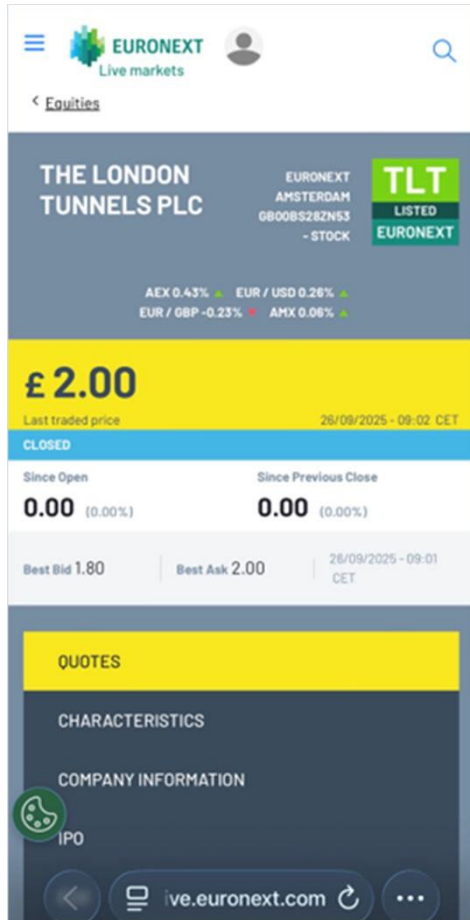 EURONEXT
Live markets
< Equities
THE LONDON
TUNNELS PLC
EURONEXT
AMSTERDAM
GB00BS28ZN53
- STOCK
TLT
LISTED
EURONEXT
AEX 0.43% EUR / USD 0.26%
EUR / GBP -0.23% AMX 0.06%
£ 2.00
Last traded price 26/09/2025 - 09:02 CET
CLOSED
Since Open Since Previous Close
0.00 (0.00%) 0.00 (0.00%)
Best Bid 1.80 Best Ask 2.00 26/09/2025 - 09:01
CET
QUOTES
CHARACTERISTICS
COMPANY INFORMATION
IPO
ive.euronext.com